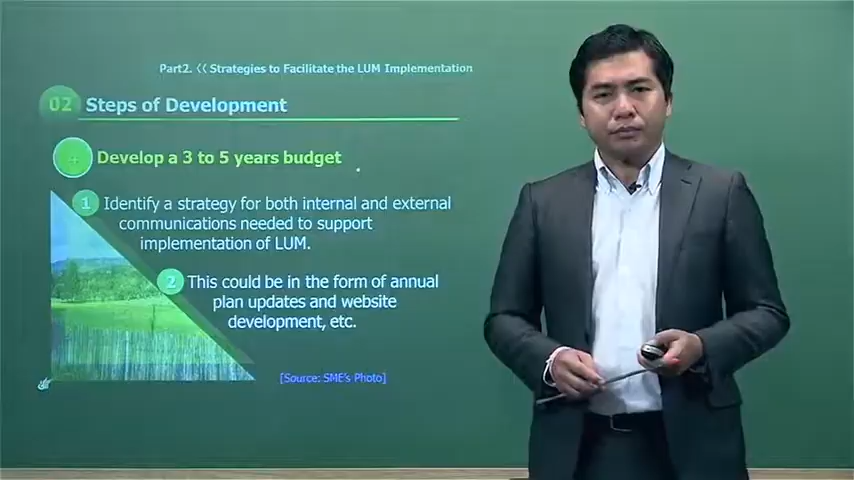 Part2. 〈〈 Strategies to Facilitate the LUM Implementation
02 Steps of Development
Develop a 3 to 5 years budget
1 Identify a strategy for both internal and external
communications needed to support
implementation of LUM.
2 This could be in the form of annual
plan updates and website
development, etc.
[Source: SME's Photo]